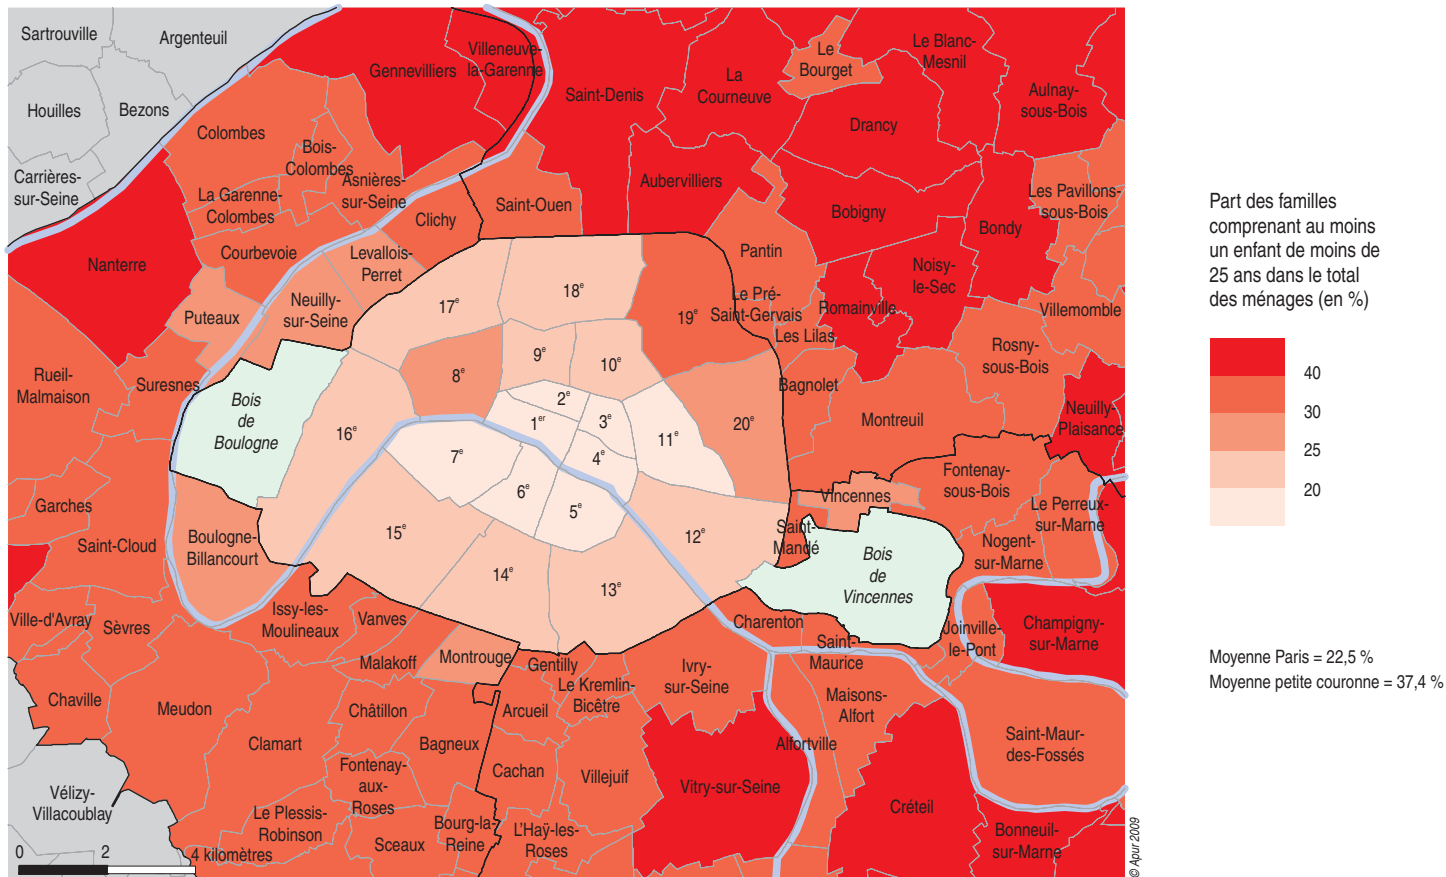 Sartrouville
Argenteuil
Houilles
Bezons
Carrières-
sur-Seine
Gennevilliers
Villeneuve-
la-Garenne
Saint-Denis
La
Courneuve
Le
Bourget
Le Blanc-
Mesnil
Aulnay-
sous-Bois
Drancy
Colombes
Bois-
Colombes
Asnières-
sur-Seine
La Garenne-
Colombes
Clichy
Saint-Ouen
Aubervilliers
Bobigny
Les Pavillons-
sous-Bois
Bondy
Nanterre
Courbevoie
Levallois-
Perret
Pantin
Noisy-
le-Sec
Puteaux
Neuilly-
sur-Seine
17e
18e
19e
Le Pré-
Saint-Gervais
Romainville
Villemomble
Les Lilas
Rosny-
sous-Bois
9e
10e
8e
Rueil-
Malmaison
Suresnes
Bois
de
Boulogne
2e
1er
3e
4e
11e
20e
Bagnolet
Montreuil
Neuilly-
Plaisance
16e
7e
6e
5e
Garches
Saint-Cloud
Boulogne-
Billancourt
15e
14e
13e
12e
Vincennes
Saint-
Mandé
Fontenay-
sous-Bois
Le Perreux-
sur-Marne
Nogent-
sur-Marne
Bois
de
Vincennes
Ville-d'Avray
Sèvres
Issy-les-
Moulineaux
Vanves
Malakoff
Montrouge
Gentilly
Le Kremlin-
Bicêtre
Ivry-
sur-Seine
Charenton
Saint-
Maurice
Joinville-
le-Pont
Champigny-
sur-Marne
Chaville
Meudon
Clamart
Châtillon
Bagneux
Arcueil
Maisons-
Alfort
Alfortville
Saint-Maur-
des-Fossés
Vélizy-
Villacoublay
Fontenay-
aux-
Roses
Cachan
Villejuif
Vitry-sur-Seine
Créteil
Le Plessis-
Robinson
Sceaux
Bourg-la-
Reine
L'Haÿ-les-
Roses
Bonneuil-
sur-Marne
0 2 4 kilomètres
© Apur 2009
Part des familles
comprenant au moins
un enfant de moins de
25 ans dans le total
des ménages (en %)
40
30
25
20
Moyenne Paris = 22,5 %
Moyenne petite couronne = 37,4 %